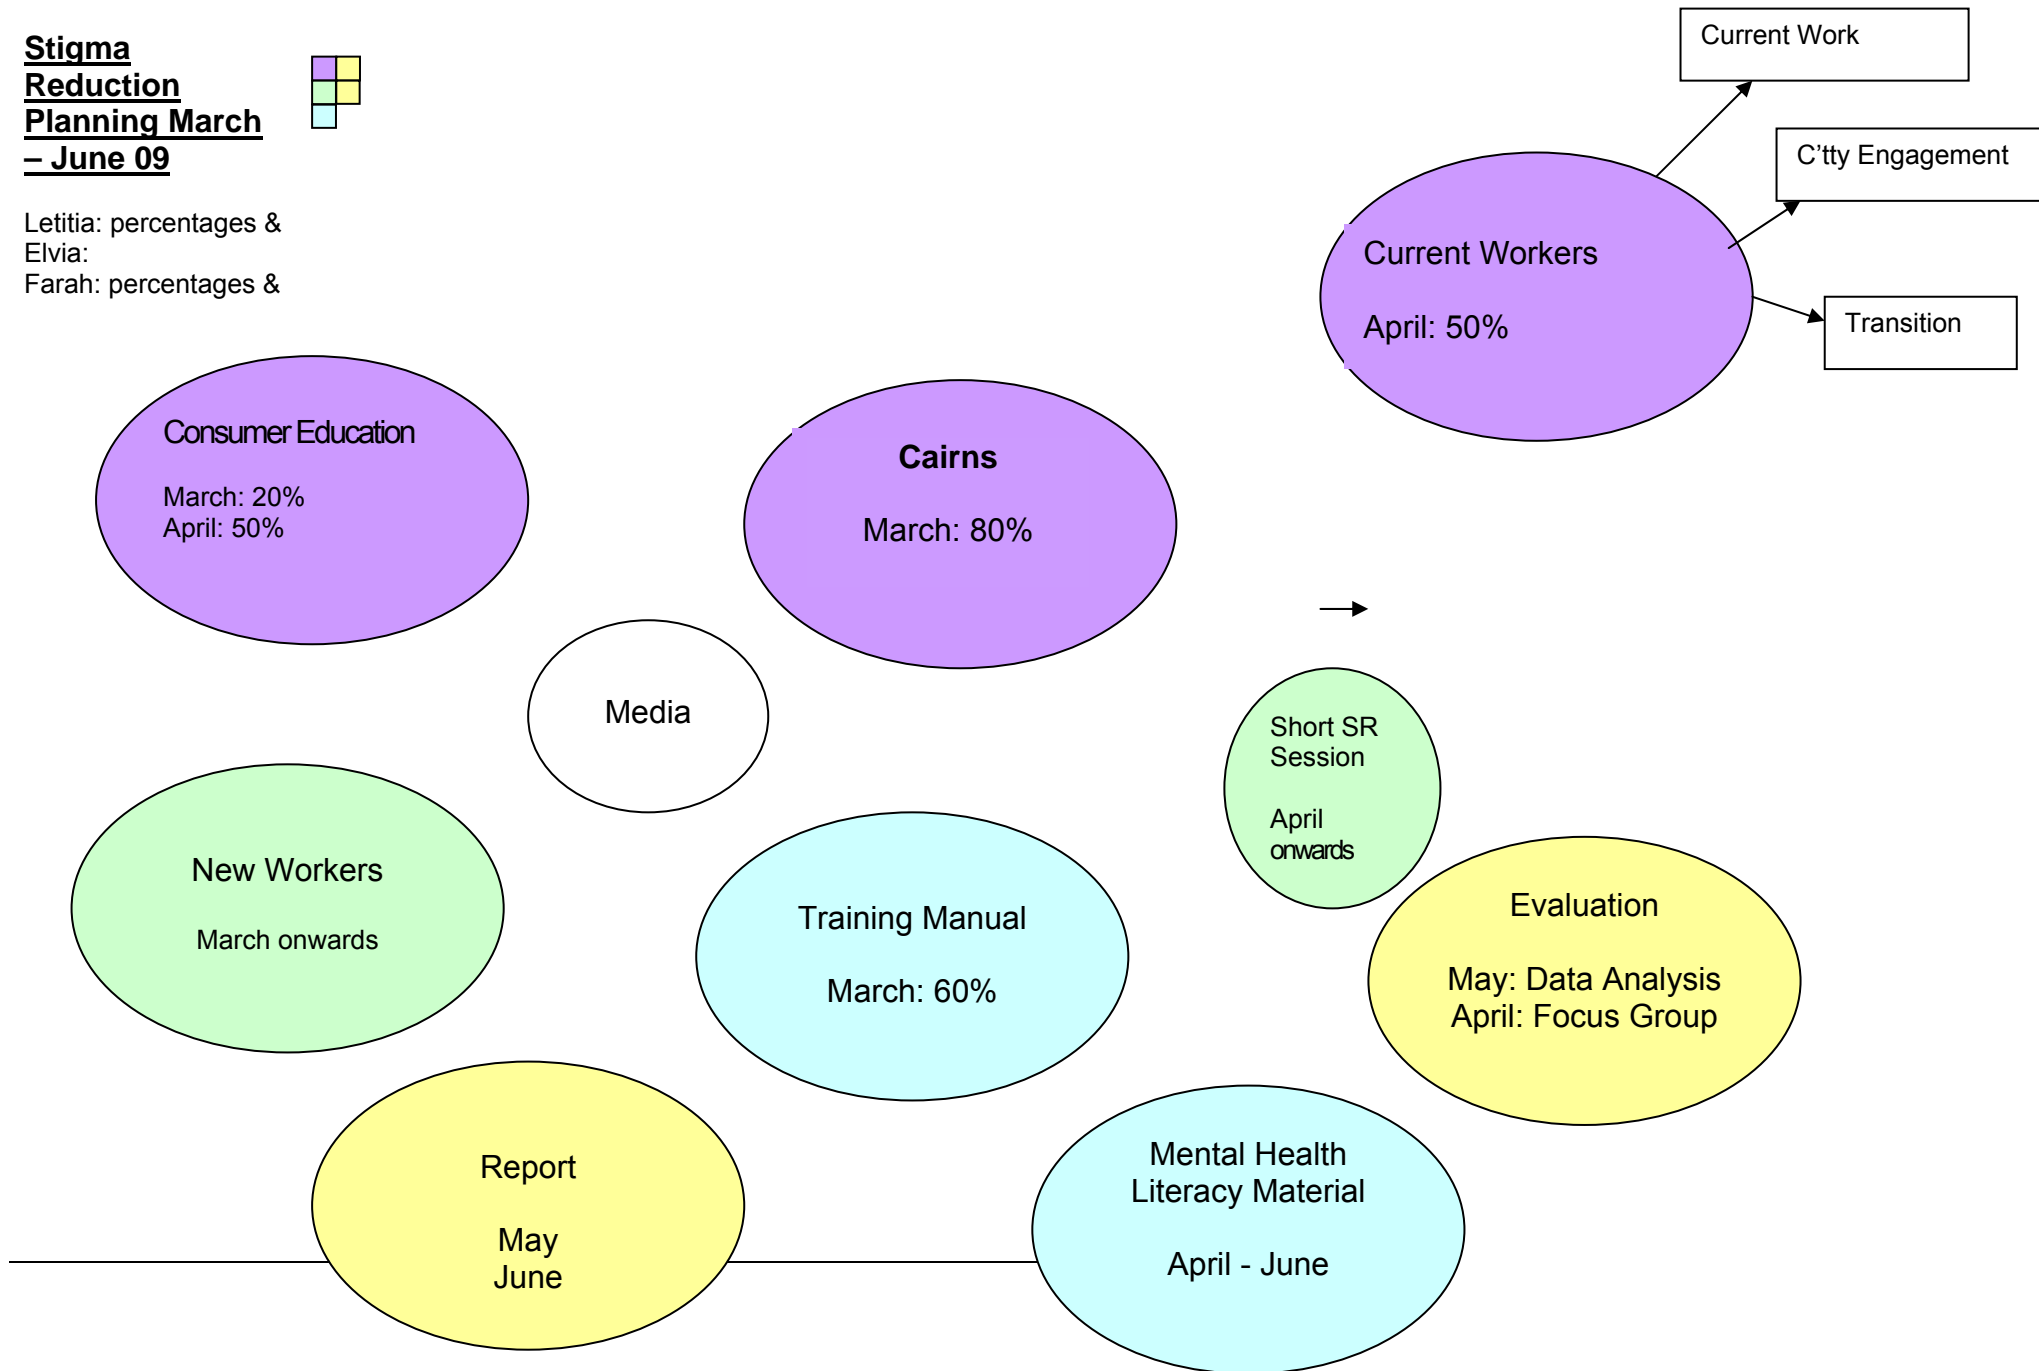 Stigma
Reduction
Planning March
– June 09
Letitia: percentages &
Elvia:
Farah: percentages &
Current Work
C'tty Engagement
Transition
Current Workers
April: 50%
Consumer Education
March: 20%
April: 50%
Cairns
March: 80%
Media
Short SR
Session
April
onwards
New Workers
March onwards
Training Manual
March: 60%
Evaluation
May: Data Analysis
April: Focus Group
Report
May
June
Mental Health
Literacy Material
April - June